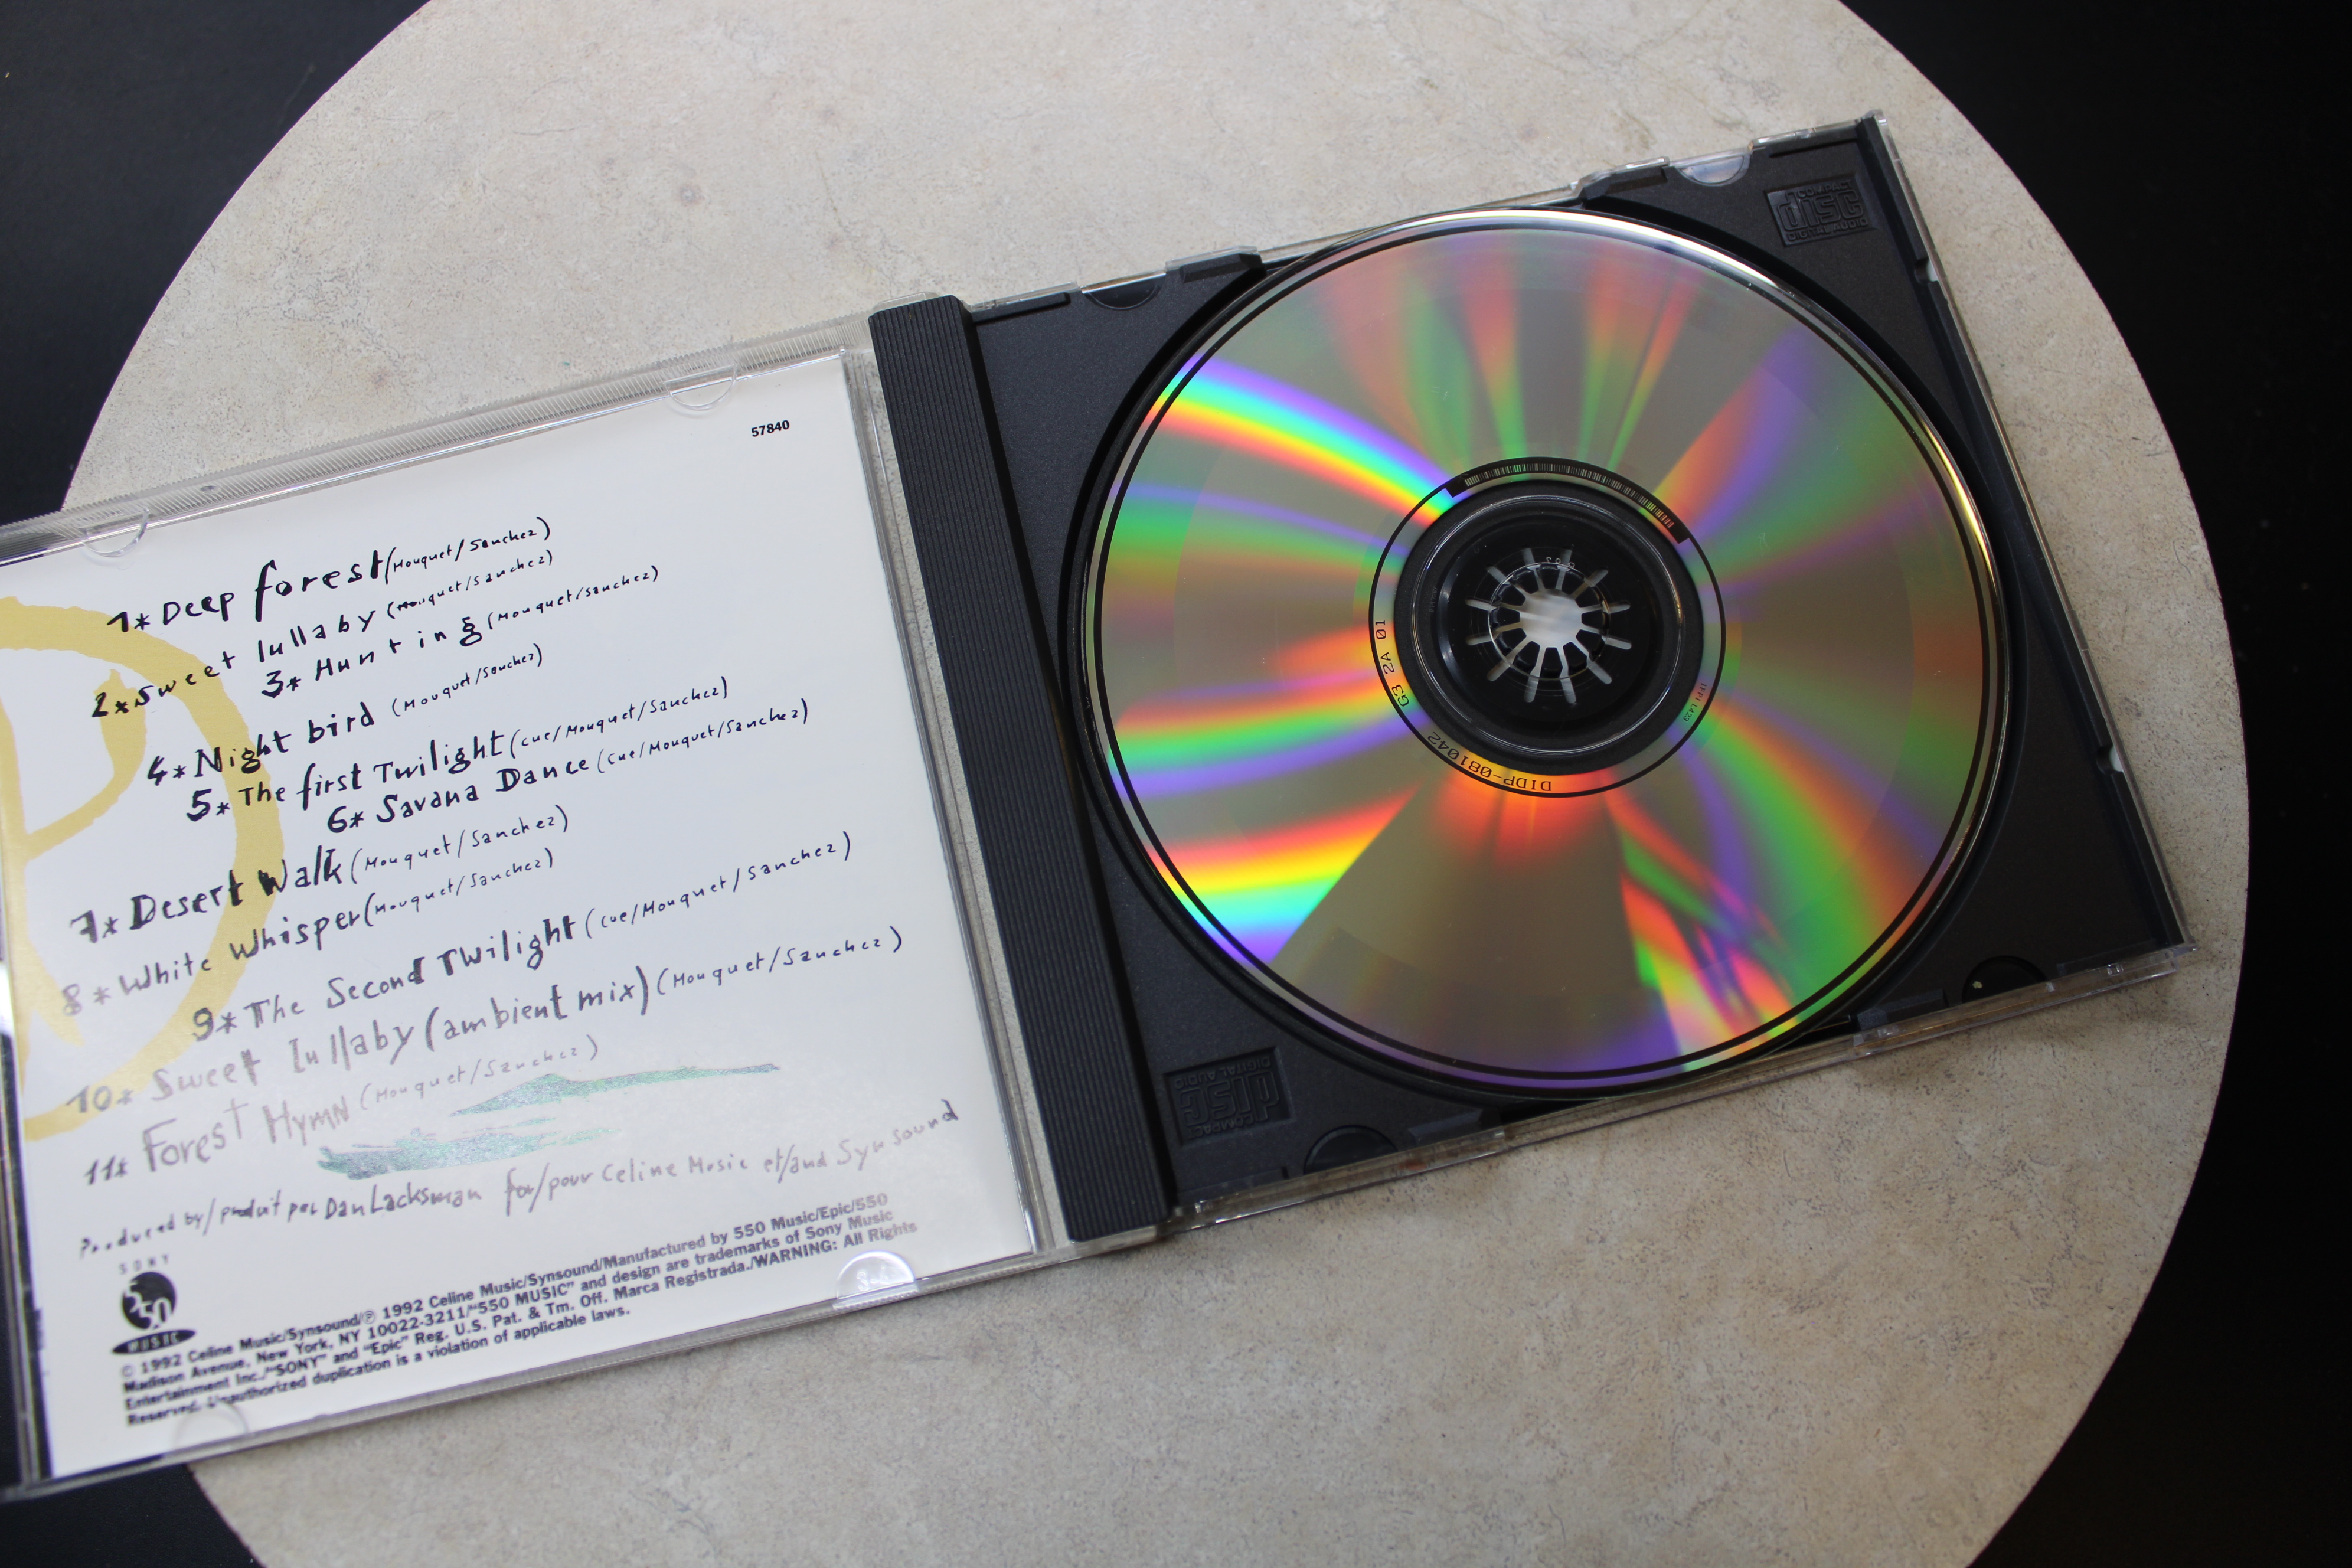 57840
1* Deep forest (Mouquet/Sanchez)
2* Sweet lullaby (Mouquet/Sanchez)
3* Hunting (Mouquet/Sanchez)
4* Night bird (Mouquet/Sanchez)
5* The first Twilight (Cue/Mouquet/Sanchez)
6* Savana Dance (Cue/Mouquet/Sanchez)
7* Desert Walk (Mouquet/Sanchez)
8* White Whisper (Mouquet/Sanchez)
9* The Second Twilight (Cue/Mouquet/Sanchez)
10* Sweet lullaby (ambient mix) (Mouquet/Sanchez)
11* Forest Hymn (Mouquet/Sanchez)
Produced by/produit par Dan Lacksman for/pour Celine Music et/and Synsound
SONY
550
MUSIC
© 1992 Celine Music/Synsound/℗ 1992 Celine Music/Synsound/Manufactured by 550 Music/Epic/550
Madison Avenue, New York, NY 10022-3211/"550 MUSIC" and design are trademarks of Sony Music
Entertainment Inc./"SONY" and "Epic" Reg. U.S. Pat. & Tm. Off. Marca Registrada./WARNING: All Rights
Reserved. Unauthorized duplication is a violation of applicable laws.
COMPACT
disc
DIGITAL AUDIO
DIDP-081042
G3 2A 01
IFPI L423
COMPACT
disc
DIGITAL AUDIO